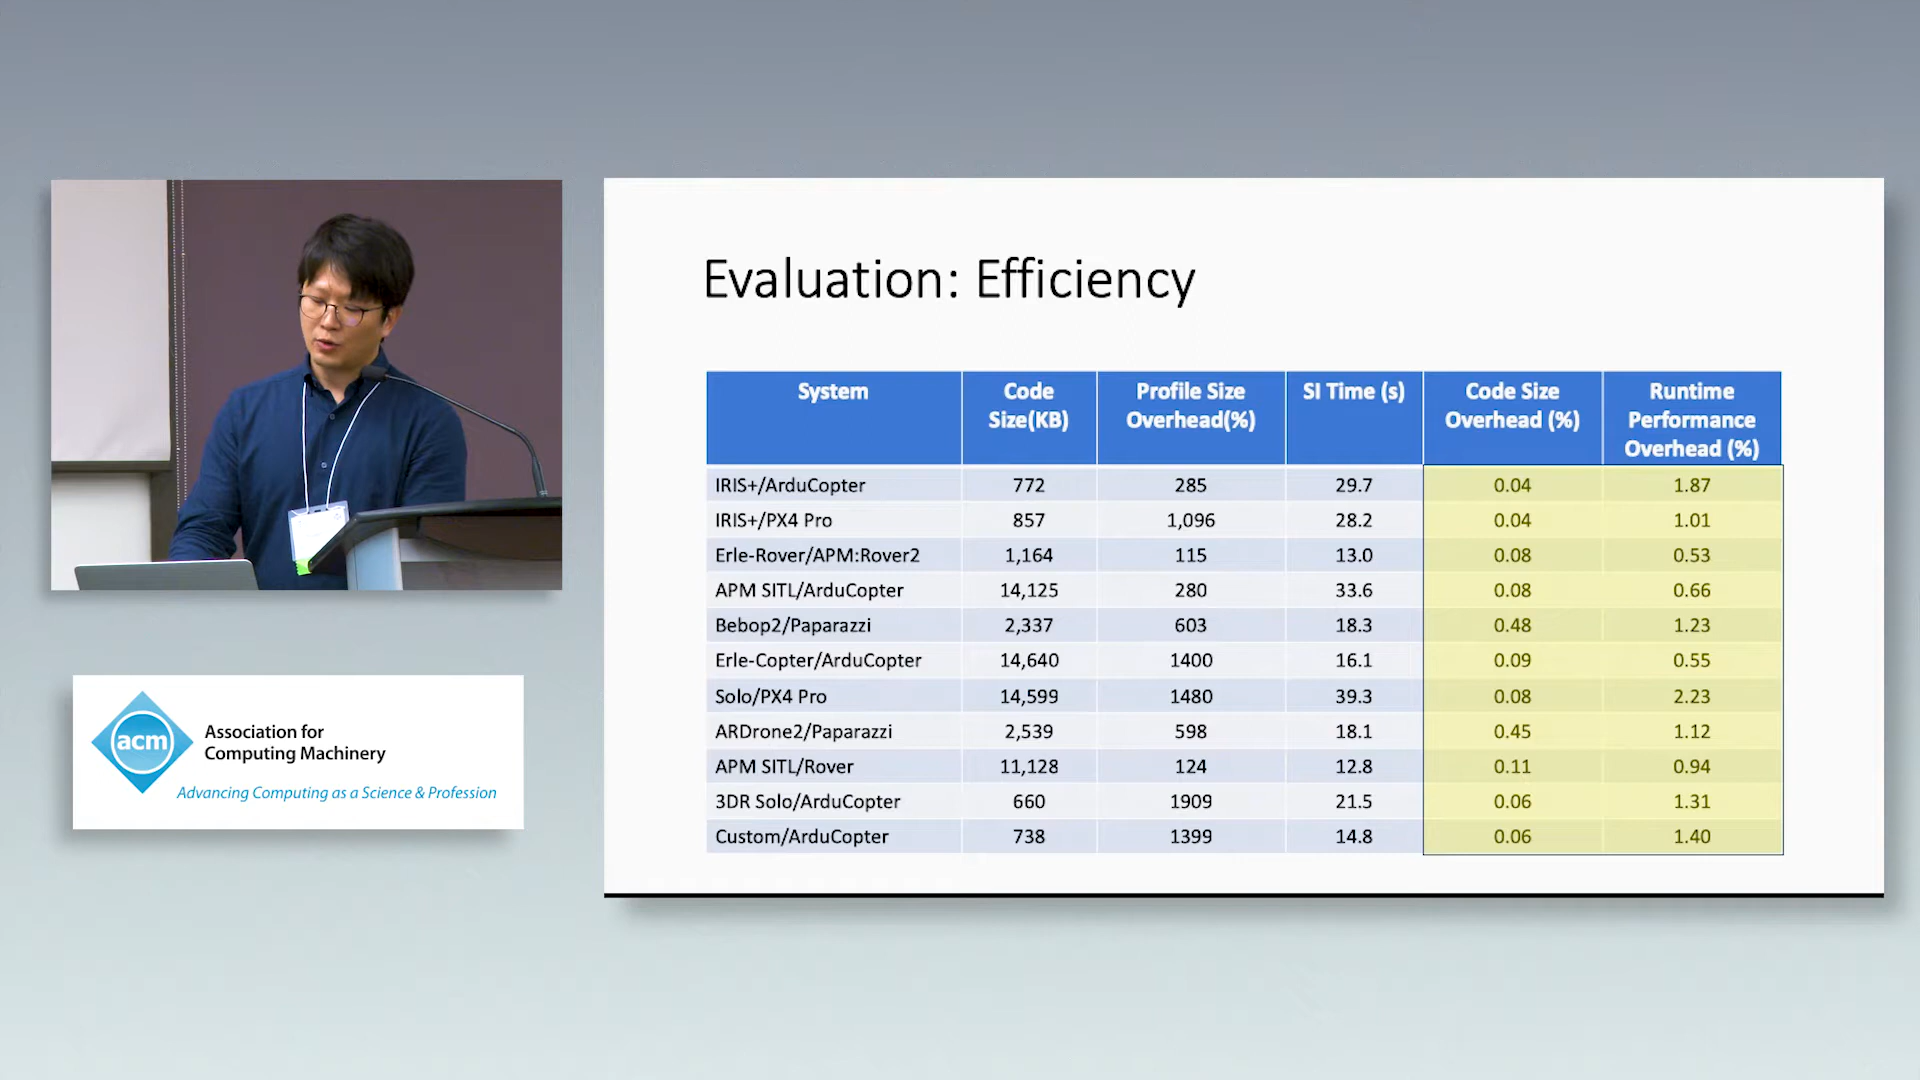 Evaluation: Efficiency
System Code Size(KB) Profile Size Overhead(%) SI Time (s) Code Size Overhead (%) Runtime Performance Overhead (%)
IRIS+/ArduCopter 772 285 29.7 0.04 1.87
IRIS+/PX4 Pro 857 1,096 28.2 0.04 1.01
Erle-Rover/APM:Rover2 1,164 115 13.0 0.08 0.53
APM SITL/ArduCopter 14,125 280 33.6 0.08 0.66
Bebop2/Paparazzi 2,337 603 18.3 0.48 1.23
Erle-Copter/ArduCopter 14,640 1400 16.1 0.09 0.55
Solo/PX4 Pro 14,599 1480 39.3 0.08 2.23
ARDrone2/Paparazzi 2,539 598 18.1 0.45 1.12
APM SITL/Rover 11,128 124 12.8 0.11 0.94
3DR Solo/ArduCopter 660 1909 21.5 0.06 1.31
Custom/ArduCopter 738 1399 14.8 0.06 1.40
acm
Association for
Computing Machinery
Advancing Computing as a Science & Profession